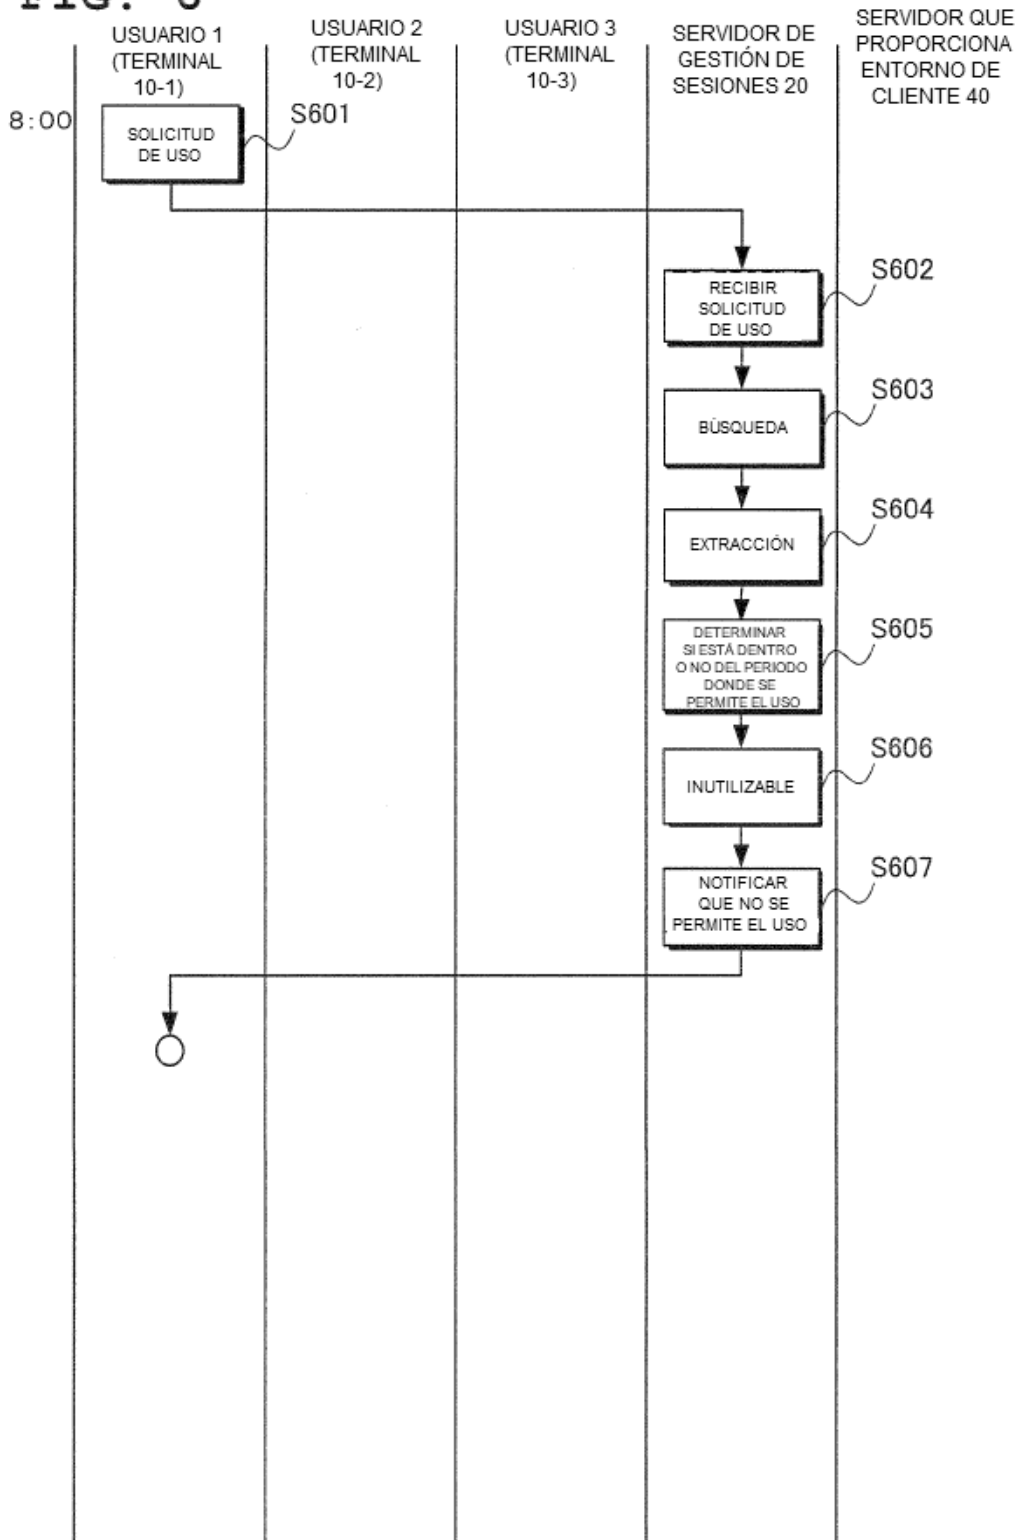 FIG. 6
USUARIO 1
(TERMINAL
10-1)
USUARIO 2
(TERMINAL
10-2)
USUARIO 3
(TERMINAL
10-3)
SERVIDOR DE
GESTIÓN DE
SESIONES 20
SERVIDOR QUE
PROPORCIONA
ENTORNO DE
CLIENTE 40
8:00
SOLICITUD
DE USO
S601
RECIBIR
SOLICITUD
DE USO
S602
BÙSQUEDA
S603
EXTRACCIÓN
S604
DETERMINAR
SI ESTÁ DENTRO
O NO DEL PERIODO
DONDE SE
PERMITE EL USO
S605
INUTILIZABLE
S606
NOTIFICAR
QUE NO SE
PERMITE EL USO
S607